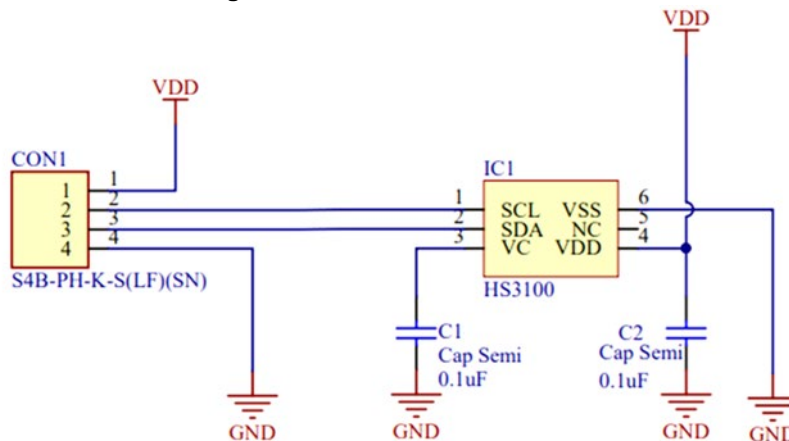 VDD
VDD
CON1
1
2
3
4
1
2
3
4
S4B-PH-K-S(LF)(SN)
IC1
1
2
3
SCL
SDA
VC
VSS
NC
VDD
6
5
4
HS3100
C1
Cap Semi
0.1uF
C2
Cap Semi
0.1uF
GND
GND
GND
GND